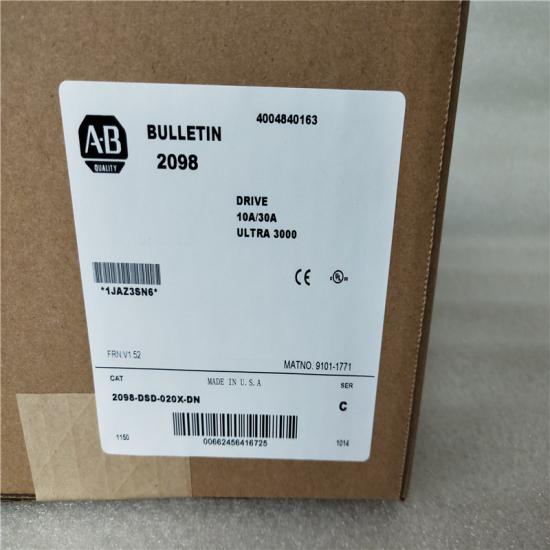 4004840163
A-B
QUALITY
BULLETIN
2098
DRIVE
10A/30A
ULTRA 3000
CE
*1JAZ3SN6*
FRN:V1.52
MATNO. 9101-1771
CAT
MADE IN U.S.A
SER
2098-DSD-020X-DN
C
1150
00662456416725
1014